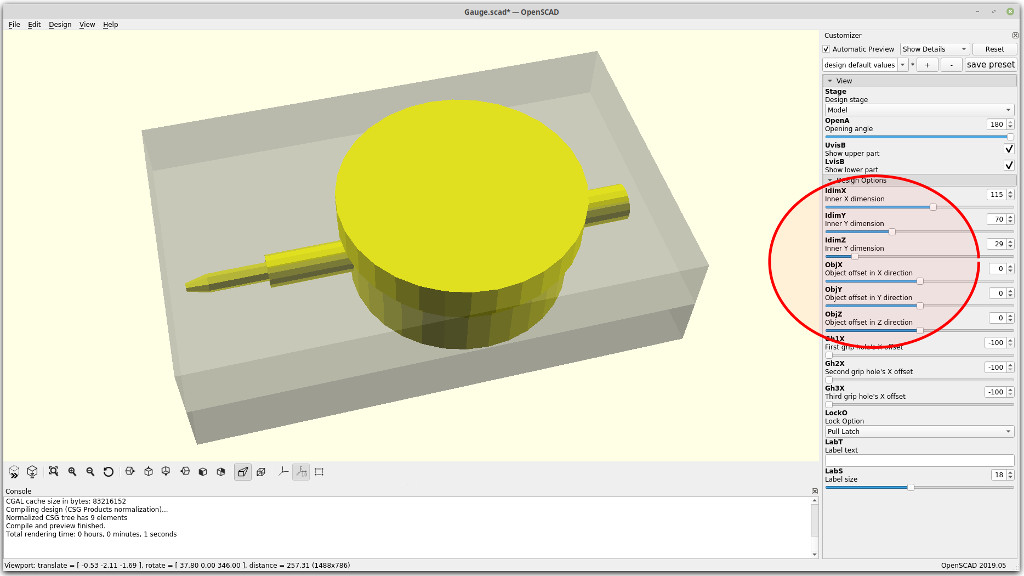 Gauge.scad* — OpenSCAD
File Edit Design View Help
Customizer
Automatic Preview Show Details Reset
design default values + - save preset
View
Stage
Design stage
Model
OpenA
Opening angle 180
UvisB
Show upper part
LvisB
Show lower part
Design Options
IdimX
Inner X dimension 115
IdimY
Inner Y dimension 70
IdimZ
Inner Y dimension 29
ObjX
Object offset in X direction 0
ObjY
Object offset in Y direction 0
ObjZ
Object offset in Z direction 0
Gh1X
First grip hole's X offset -100
Gh2X
Second grip hole's X offset -100
Gh3X
Third grip hole's X offset -100
LockO
Lock Option
Pull Latch
LabT
Label text
LabS
Label size 18
Console
CGAL cache size in bytes: 83216152
Compiling design (CSG Products normalization)...
Normalized CSG tree has 9 elements
Compile and preview finished.
Total rendering time: 0 hours, 0 minutes, 1 seconds
Viewport: translate = [ -0.53 -2.11 -1.69 ], rotate = [ 37.80 0.00 346.00 ], distance = 257.31 (1488x786) OpenSCAD 2019.05